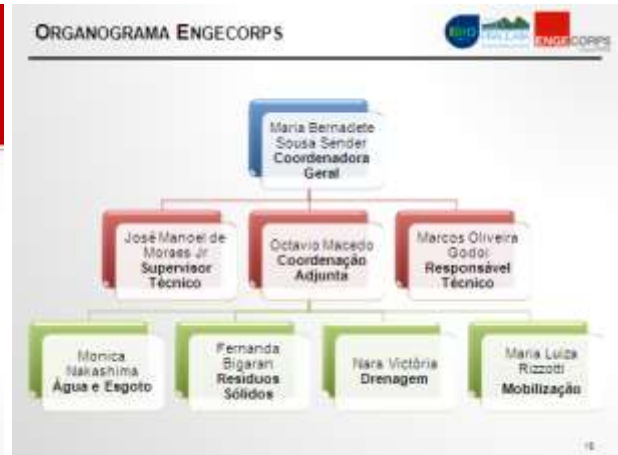 ORGANOGRAMA ENGECORPS
ENGECORPS
Maria Bernadete
Sousa Sender
Coordenadora
Geral
José Manoel de
Moraes Jr
Supervisor
Técnico
Octavio Macedo
Coordenação
Adjunta
Marcos Oliveira
Godoi
Responsável
Técnico
Monica
Nakashima
Água e Esgoto
Fernanda
Bigaran
Resíduos
Sólidos
Nara Victória
Drenagem
Maria Luiza
Rizzotti
Mobilização